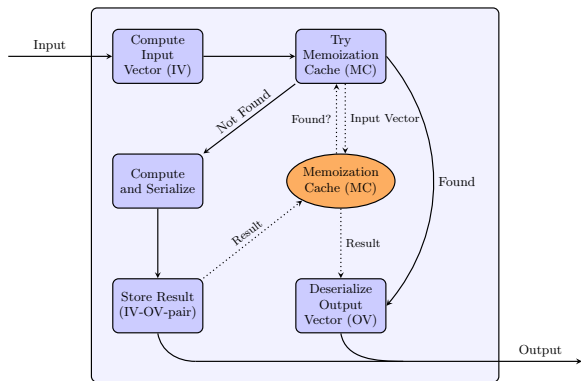 Input
Compute
Input
Vector (IV)
Try
Memoization
Cache (MC)
Not Found
Found?
Input Vector
Compute
and Serialize
Memoization
Cache (MC)
Found
Result
Result
Store Result
(IV-OV-pair)
Deserialize
Output
Vector (OV)
Output